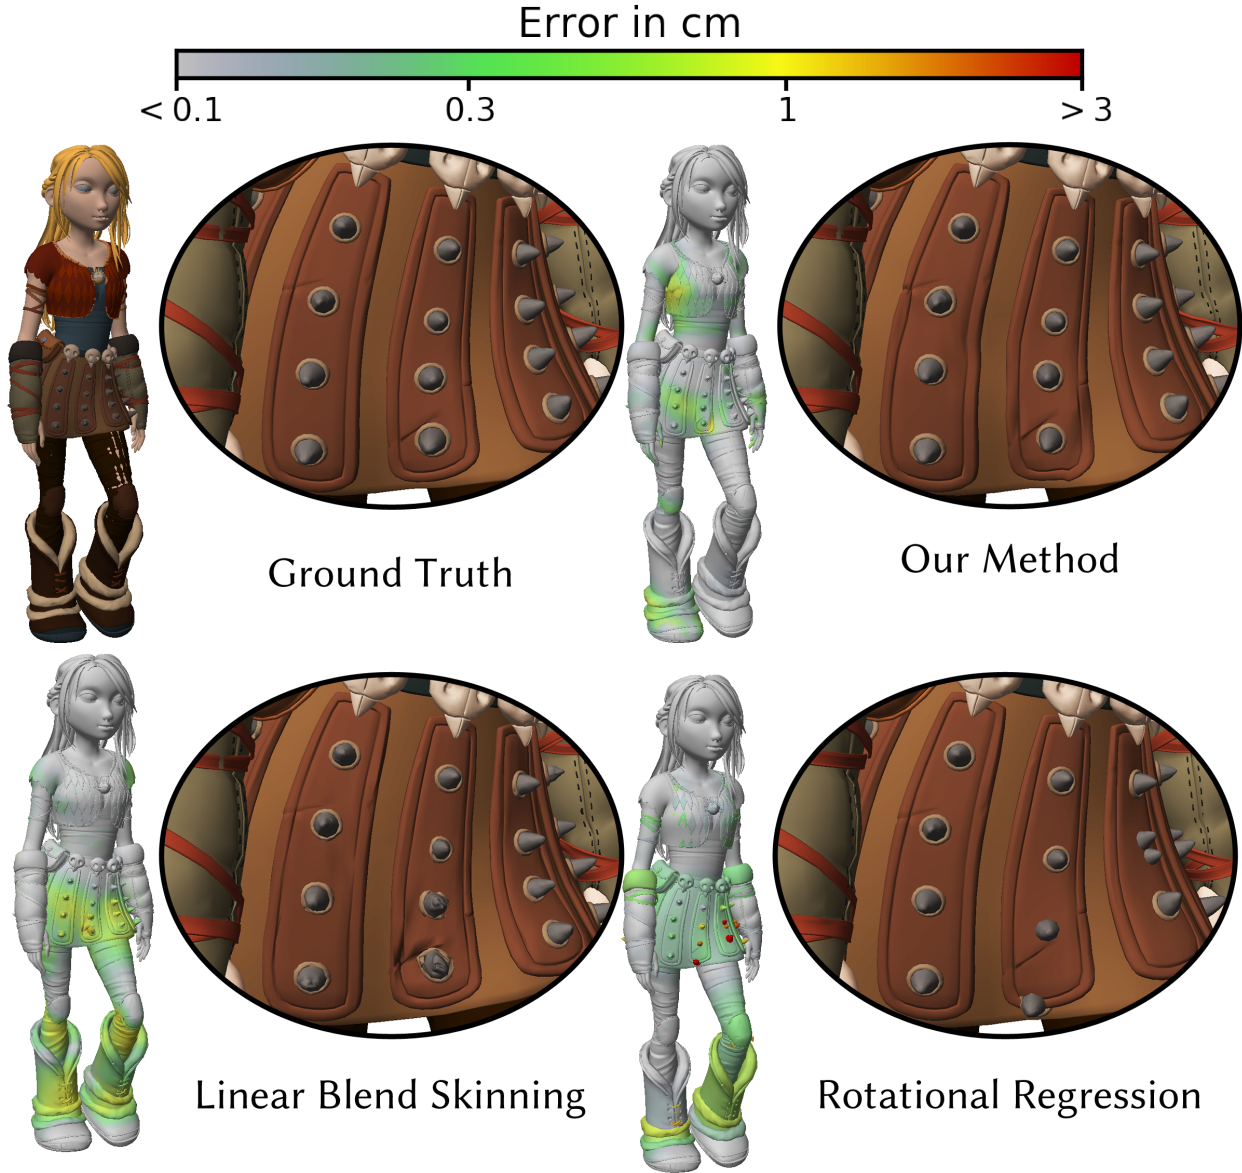 Error in cm
< 0.1 0.3 1 > 3
Ground Truth
Our Method
Linear Blend Skinning
Rotational Regression